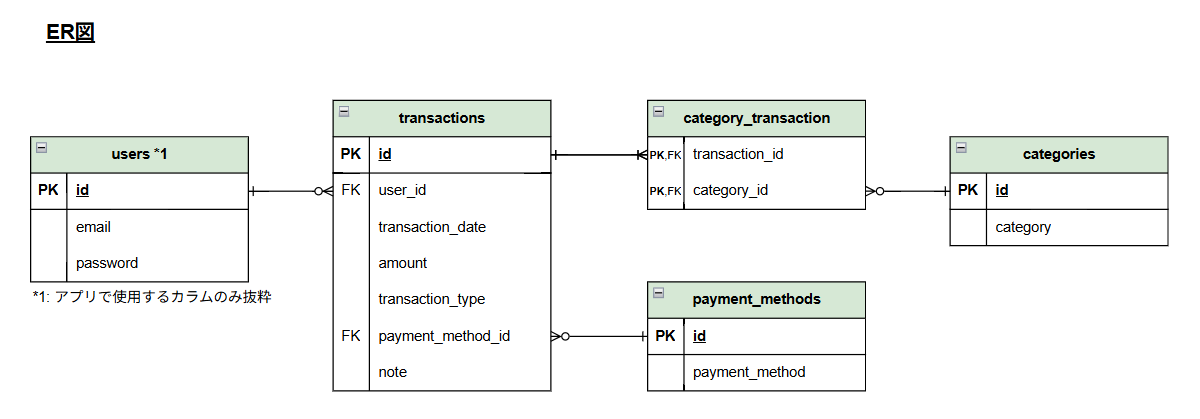 ER図
users *1
PK id
email
password
*1: アプリで使用するカラムのみ抜粋
transactions
PK id
FK user_id
transaction_date
amount
transaction_type
FK payment_method_id
note
category_transaction
PK,FK transaction_id
PK,FK category_id
payment_methods
PK id
payment_method
categories
PK id
category